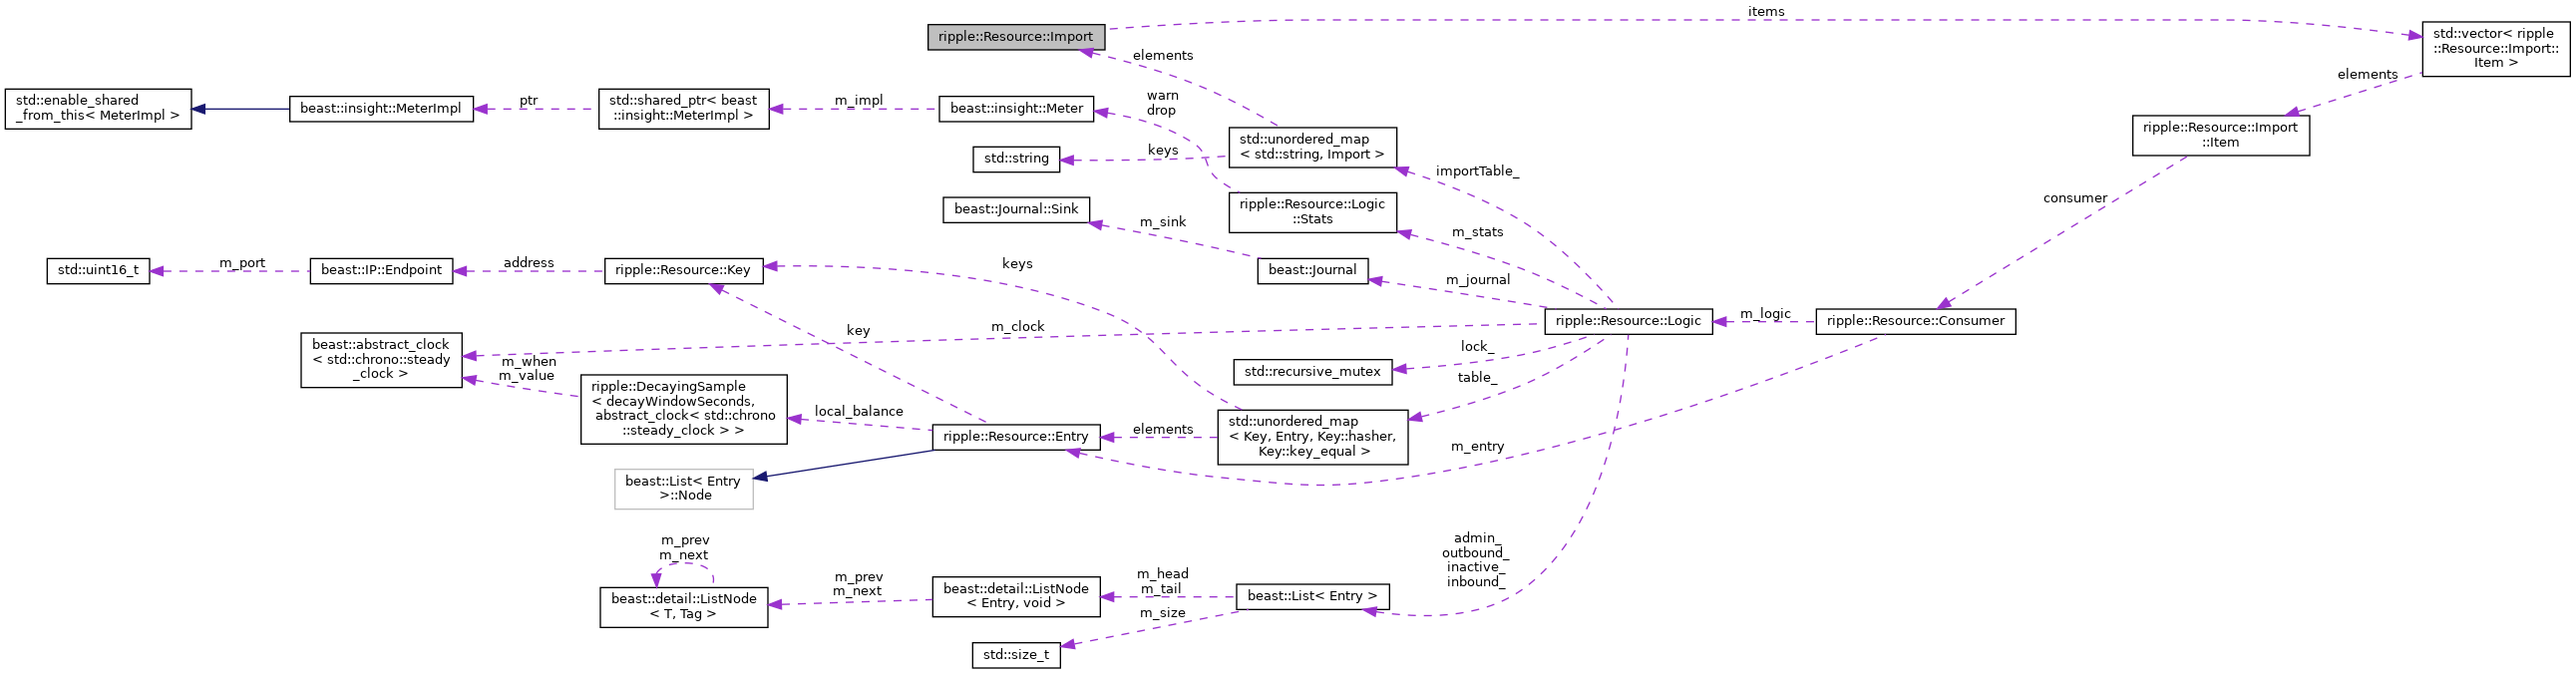 items
ripple::Resource::Import
std::vector< ripple
::Resource::Import::
Item >
elements
elements
std::enable_shared
_from_this< MeterImpl >
beast::insight::MeterImpl
ptr
std::shared_ptr< beast
::insight::MeterImpl >
m_impl
beast::insight::Meter
warn
drop
std::unordered_map
< std::string, Import >
ripple::Resource::Import
::Item
std::string
keys
importTable_
consumer
beast::Journal::Sink
m_sink
ripple::Resource::Logic
::Stats
m_stats
std::uint16_t
m_port
beast::IP::Endpoint
address
ripple::Resource::Key
keys
beast::Journal
m_journal
ripple::Resource::Logic
m_logic
ripple::Resource::Consumer
beast::abstract_clock
< std::chrono::steady
_clock >
m_clock
key
m_when
m_value
lock_
std::recursive_mutex
table_
ripple::DecayingSample
< decayWindowSeconds,
abstract_clock< std::chrono
::steady_clock > >
local_balance
ripple::Resource::Entry
elements
std::unordered_map
< Key, Entry, Key::hasher,
Key::key_equal >
m_entry
beast::List< Entry
>::Node
admin_
outbound_
inactive_
inbound_
m_prev
m_next
beast::detail::ListNode
< T, Tag >
m_prev
m_next
beast::detail::ListNode
< Entry, void >
m_head
m_tail
beast::List< Entry >
m_size
std::size_t